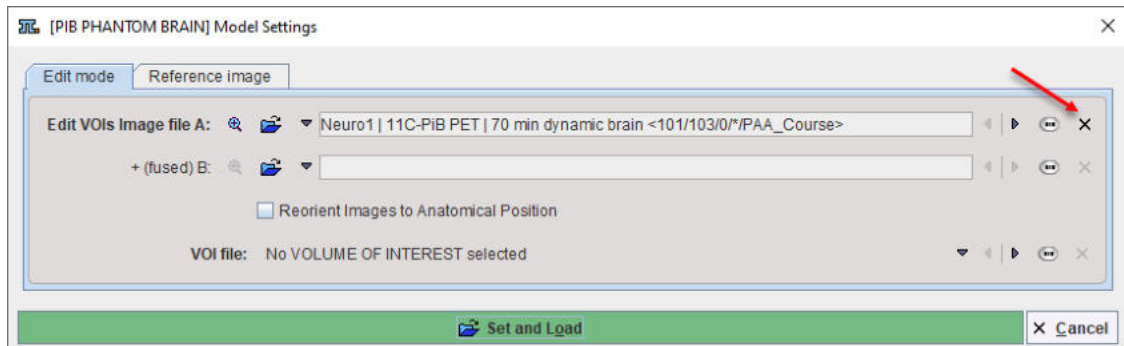 [PIB PHANTOM BRAIN] Model Settings
Edit mode
Reference image
Edit VOIs Image file A: Neuro1 | 11C-PiB PET | 70 min dynamic brain <101/103/0/*/PAA_Course>
+ (fused) B:
Reorient Images to Anatomical Position
VOI file: No VOLUME OF INTEREST selected
Set and Load
Cancel